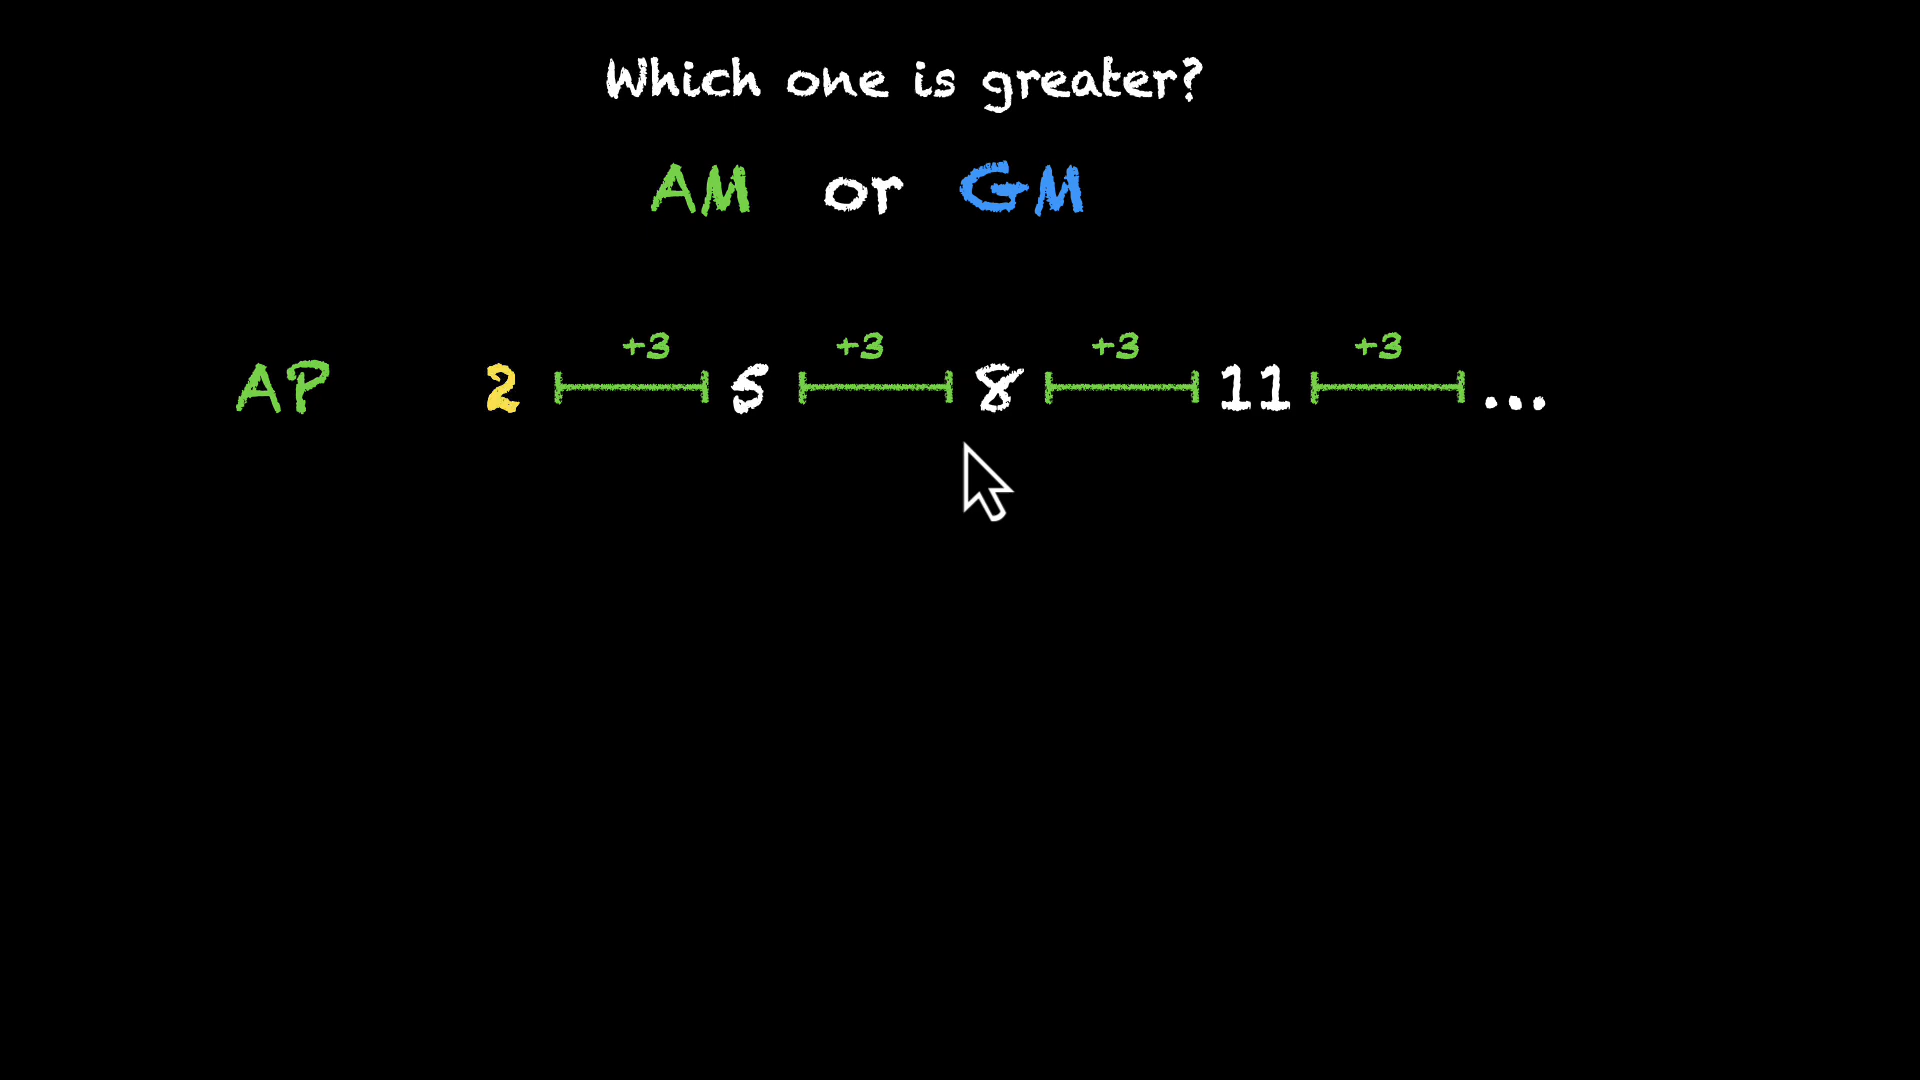 Which one is greater?
AM or GM
+3 +3 +3 +3
AP 2 5 8 11 ...